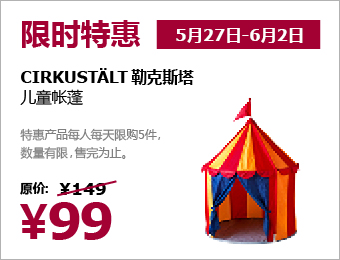 限时特惠
5月27日-6月2日
CIRKUSTÄLT 勒克斯塔
儿童帐蓬
特惠产品每人每天限购5件，
数量有限，售完为止。
原价: ¥149
¥99